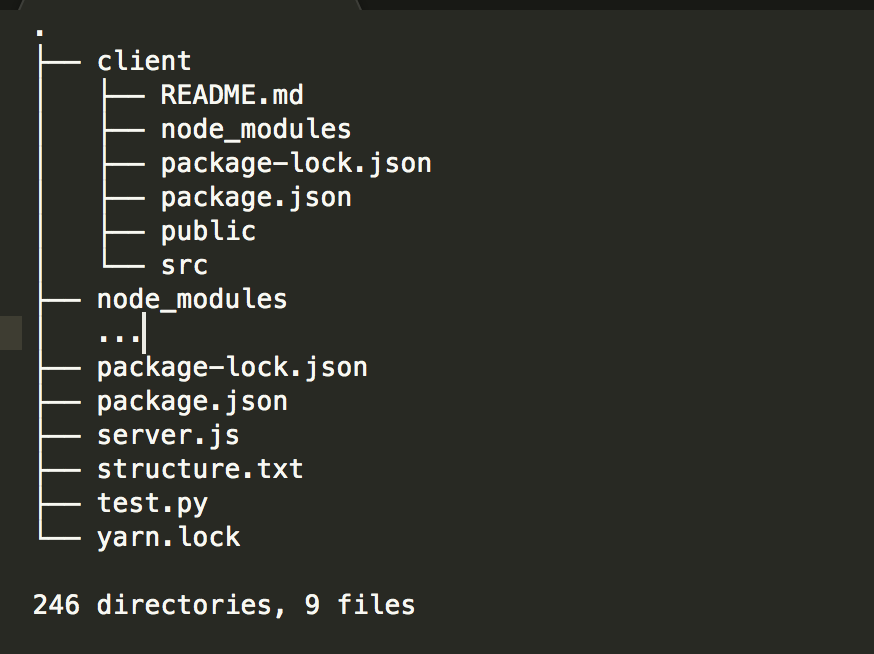 .
├── client
│   ├── README.md
│   ├── node_modules
│   ├── package-lock.json
│   ├── package.json
│   ├── public
│   └── src
├── node_modules
│   ...
├── package-lock.json
├── package.json
├── server.js
├── structure.txt
├── test.py
└── yarn.lock
246 directories, 9 files